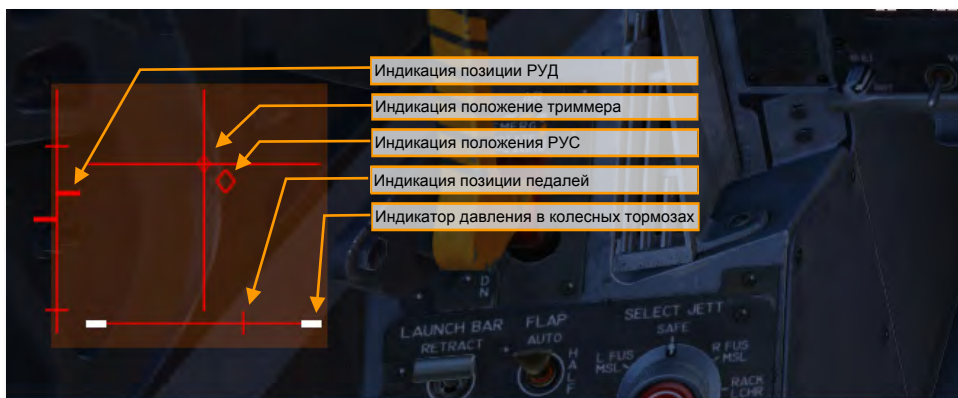 Индикация позиции РУД
Индикация положение триммера
Индикация положения РУС
Индикация позиции педалей
Индикатор давления в колесных тормозах
DN
LAUNCH BAR
RETRACT
FLAP
AUTO
HALF
SELECT JETT
SAFE
L FUS
MSL
R FUS
MSL
RACK
LCHR